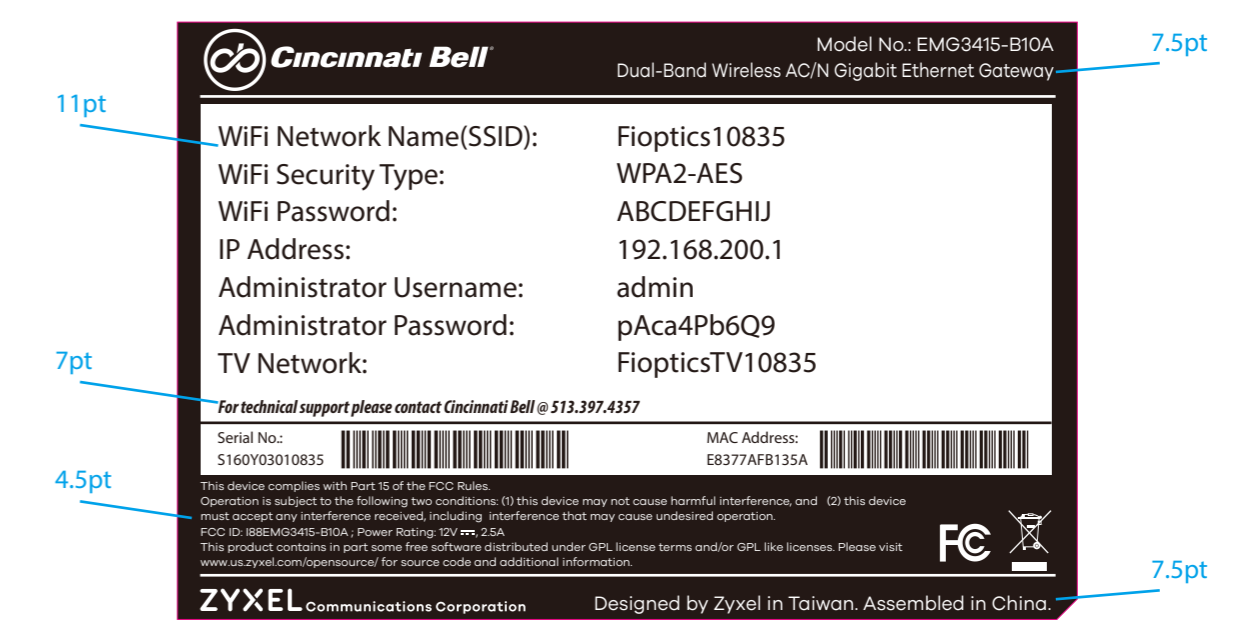 Cincinnati Bell
Model No.: EMG3415-B10A
Dual-Band Wireless AC/N Gigabit Ethernet Gateway
7.5pt
11pt
WiFi Network Name(SSID): Fioptics10835
WiFi Security Type: WPA2-AES
WiFi Password: ABCDEFGHIJ
IP Address: 192.168.200.1
Administrator Username: admin
Administrator Password: pAca4Pb6Q9
TV Network: FiopticsTV10835
7pt
For technical support please contact Cincinnati Bell @ 513.397.4357
Serial No.:
S160Y03010835
MAC Address:
E8377AFB135A
4.5pt
This device complies with Part 15 of the FCC Rules.
Operation is subject to the following two conditions: (1) this device may not cause harmful interference, and (2) this device
must accept any interference received, including interference that may cause undesired operation.
FCC ID: I88EMG3415-B10A ; Power Rating: 12V ⎓, 2.5A
This product contains in part some free software distributed under GPL license terms and/or GPL like licenses. Please visit
www.us.zyxel.com/opensource/ for source code and additional information.
FC
7.5pt
ZYXEL Communications Corporation
Designed by Zyxel in Taiwan. Assembled in China.